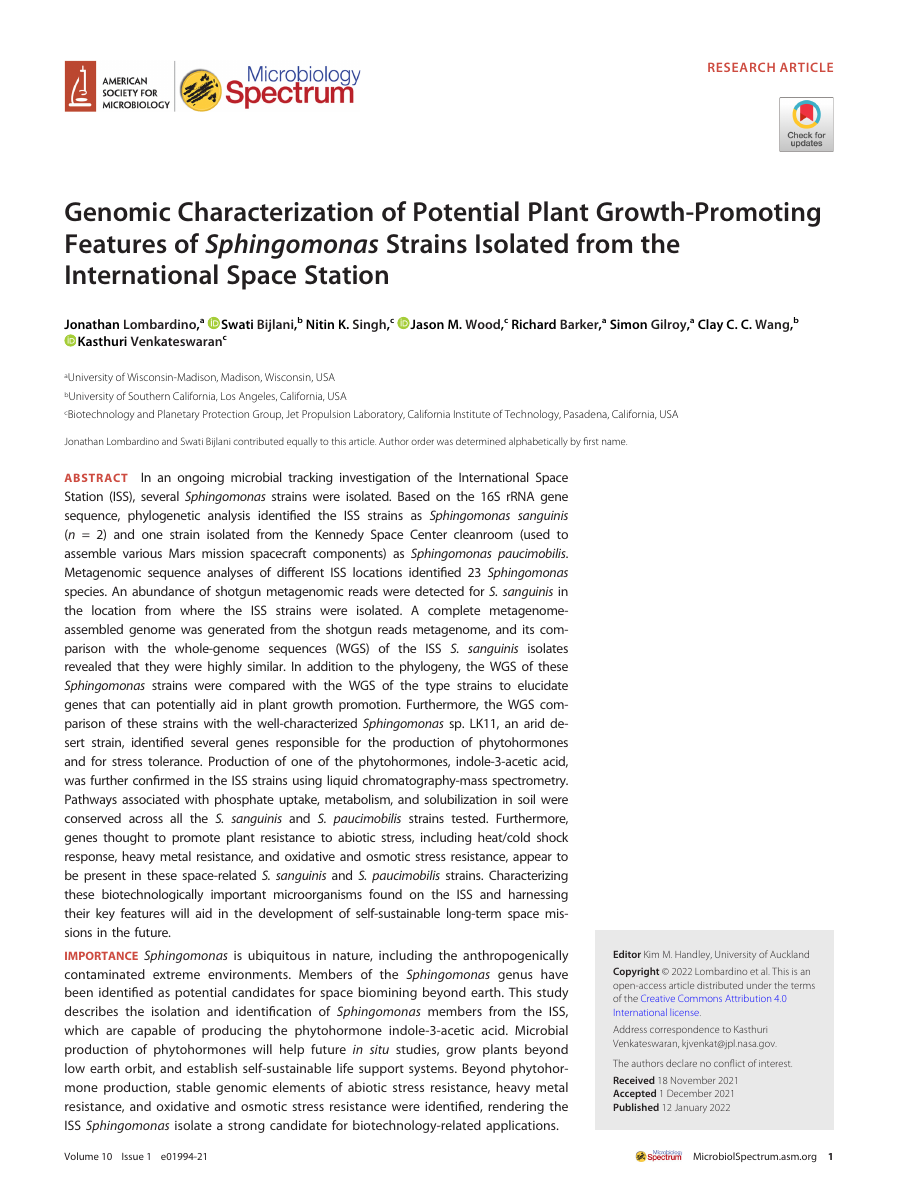 AMERICAN
SOCIETY FOR
MICROBIOLOGY
Microbiology
Spectrum
RESEARCH ARTICLE
Check for
updates
Genomic Characterization of Potential Plant Growth-Promoting
Features of Sphingomonas Strains Isolated from the
International Space Station
Jonathan Lombardino,ᵃ iD Swati Bijlani,ᵇ Nitin K. Singh,ᶜ iD Jason M. Wood,ᶜ Richard Barker,ᵃ Simon Gilroy,ᵃ Clay C. C. Wang,ᵇ
iD Kasthuri Venkateswaranᶜ
ᵃUniversity of Wisconsin-Madison, Madison, Wisconsin, USA
ᵇUniversity of Southern California, Los Angeles, California, USA
ᶜBiotechnology and Planetary Protection Group, Jet Propulsion Laboratory, California Institute of Technology, Pasadena, California, USA
Jonathan Lombardino and Swati Bijlani contributed equally to this article. Author order was determined alphabetically by first name.
ABSTRACT In an ongoing microbial tracking investigation of the International Space
Station (ISS), several Sphingomonas strains were isolated. Based on the 16S rRNA gene
sequence, phylogenetic analysis identified the ISS strains as Sphingomonas sanguinis
(n = 2) and one strain isolated from the Kennedy Space Center cleanroom (used to
assemble various Mars mission spacecraft components) as Sphingomonas paucimobilis.
Metagenomic sequence analyses of different ISS locations identified 23 Sphingomonas
species. An abundance of shotgun metagenomic reads were detected for S. sanguinis in
the location from where the ISS strains were isolated. A complete metagenome-
assembled genome was generated from the shotgun reads metagenome, and its com-
parison with the whole-genome sequences (WGS) of the ISS S. sanguinis isolates
revealed that they were highly similar. In addition to the phylogeny, the WGS of these
Sphingomonas strains were compared with the WGS of the type strains to elucidate
genes that can potentially aid in plant growth promotion. Furthermore, the WGS com-
parison of these strains with the well-characterized Sphingomonas sp. LK11, an arid de-
sert strain, identified several genes responsible for the production of phytohormones
and for stress tolerance. Production of one of the phytohormones, indole-3-acetic acid,
was further confirmed in the ISS strains using liquid chromatography-mass spectrometry.
Pathways associated with phosphate uptake, metabolism, and solubilization in soil were
conserved across all the S. sanguinis and S. paucimobilis strains tested. Furthermore,
genes thought to promote plant resistance to abiotic stress, including heat/cold shock
response, heavy metal resistance, and oxidative and osmotic stress resistance, appear to
be present in these space-related S. sanguinis and S. paucimobilis strains. Characterizing
these biotechnologically important microorganisms found on the ISS and harnessing
their key features will aid in the development of self-sustainable long-term space mis-
sions in the future.
IMPORTANCE Sphingomonas is ubiquitous in nature, including the anthropogenically
contaminated extreme environments. Members of the Sphingomonas genus have
been identified as potential candidates for space biomining beyond earth. This study
describes the isolation and identification of Sphingomonas members from the ISS,
which are capable of producing the phytohormone indole-3-acetic acid. Microbial
production of phytohormones will help future in situ studies, grow plants beyond
low earth orbit, and establish self-sustainable life support systems. Beyond phytohor-
mone production, stable genomic elements of abiotic stress resistance, heavy metal
resistance, and oxidative and osmotic stress resistance were identified, rendering the
ISS Sphingomonas isolate a strong candidate for biotechnology-related applications.
Editor Kim M. Handley, University of Auckland
Copyright © 2022 Lombardino et al. This is an
open-access article distributed under the terms
of the Creative Commons Attribution 4.0
International license.
Address correspondence to Kasthuri
Venkateswaran, kjvenkat@jpl.nasa.gov.
The authors declare no conflict of interest.
Received 18 November 2021
Accepted 1 December 2021
Published 12 January 2022
Volume 10 Issue 1 e01994-21
Microbiology
Spectrum
MicrobiolSpectrum.asm.org 1